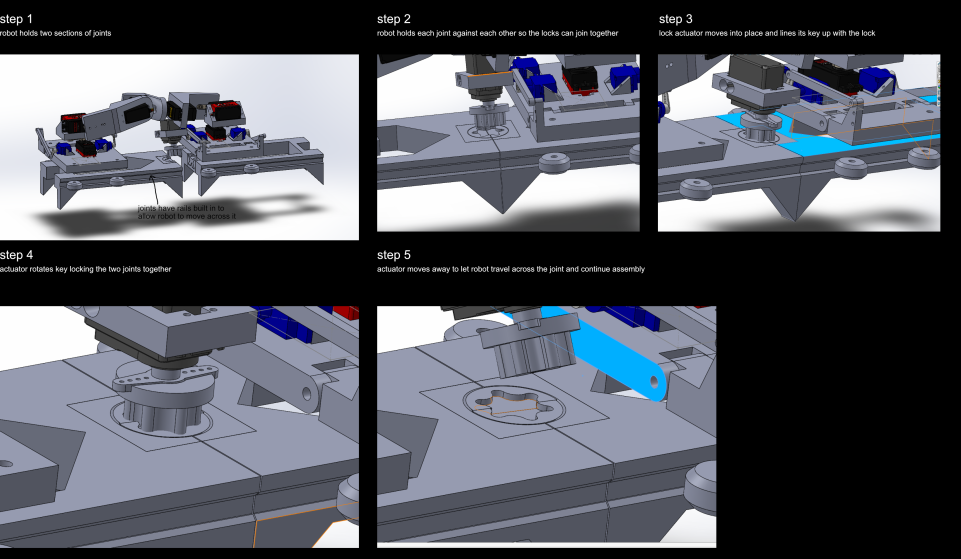 step 1
robot holds two sections of joints
step 2
robot holds each joint against each other so the locks can join together
step 3
lock actuator moves into place and lines its key up with the lock
joints have rails built in to
allow robot to move across it
step 4
actuator rotates key locking the two joints together
step 5
actuator moves away to let robot travel across the joint and continue assembly